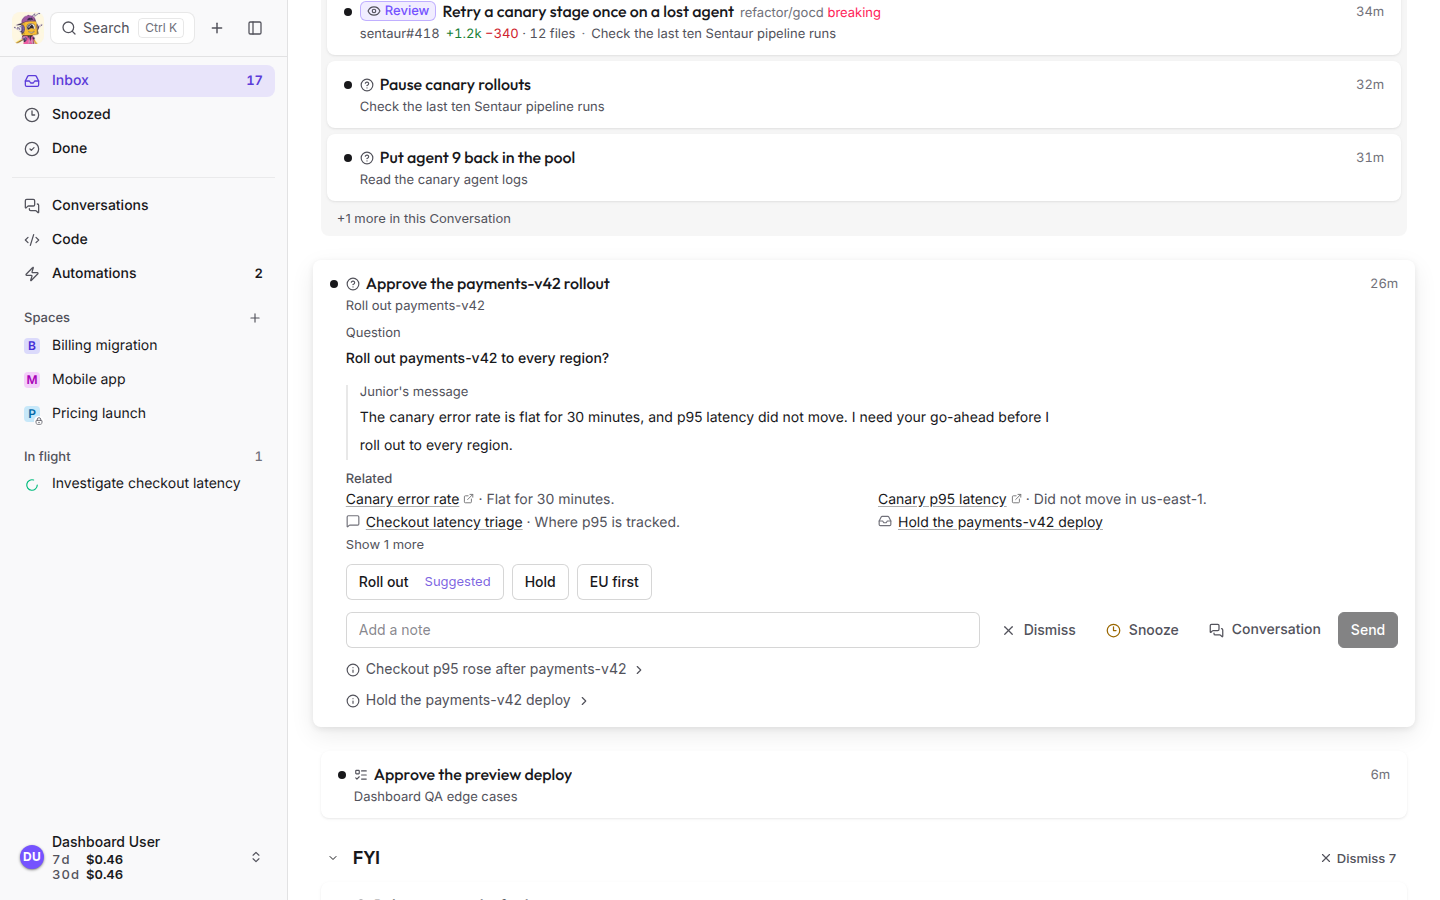 Search Ctrl K
Inbox 17
Snoozed
Done
Conversations
Code
Automations 2
Spaces
B Billing migration
M Mobile app
P Pricing launch
In flight 1
Investigate checkout latency
DU Dashboard User
7d $0.46
30d $0.46
Review Retry a canary stage once on a lost agent refactor/gocd breaking 34m
sentaur#418 +1.2k −340 · 12 files · Check the last ten Sentaur pipeline runs
Pause canary rollouts 32m
Check the last ten Sentaur pipeline runs
Put agent 9 back in the pool 31m
Read the canary agent logs
+1 more in this Conversation
Approve the payments-v42 rollout 26m
Roll out payments-v42
Question
Roll out payments-v42 to every region?
Junior's message
The canary error rate is flat for 30 minutes, and p95 latency did not move. I need your go-ahead before I
roll out to every region.
Related
Canary error rate · Flat for 30 minutes. Canary p95 latency · Did not move in us-east-1.
Checkout latency triage · Where p95 is tracked. Hold the payments-v42 deploy
Show 1 more
Roll out Suggested Hold EU first
Add a note Dismiss Snooze Conversation Send
Checkout p95 rose after payments-v42
Hold the payments-v42 deploy
Approve the preview deploy 6m
Dashboard QA edge cases
FYI Dismiss 7